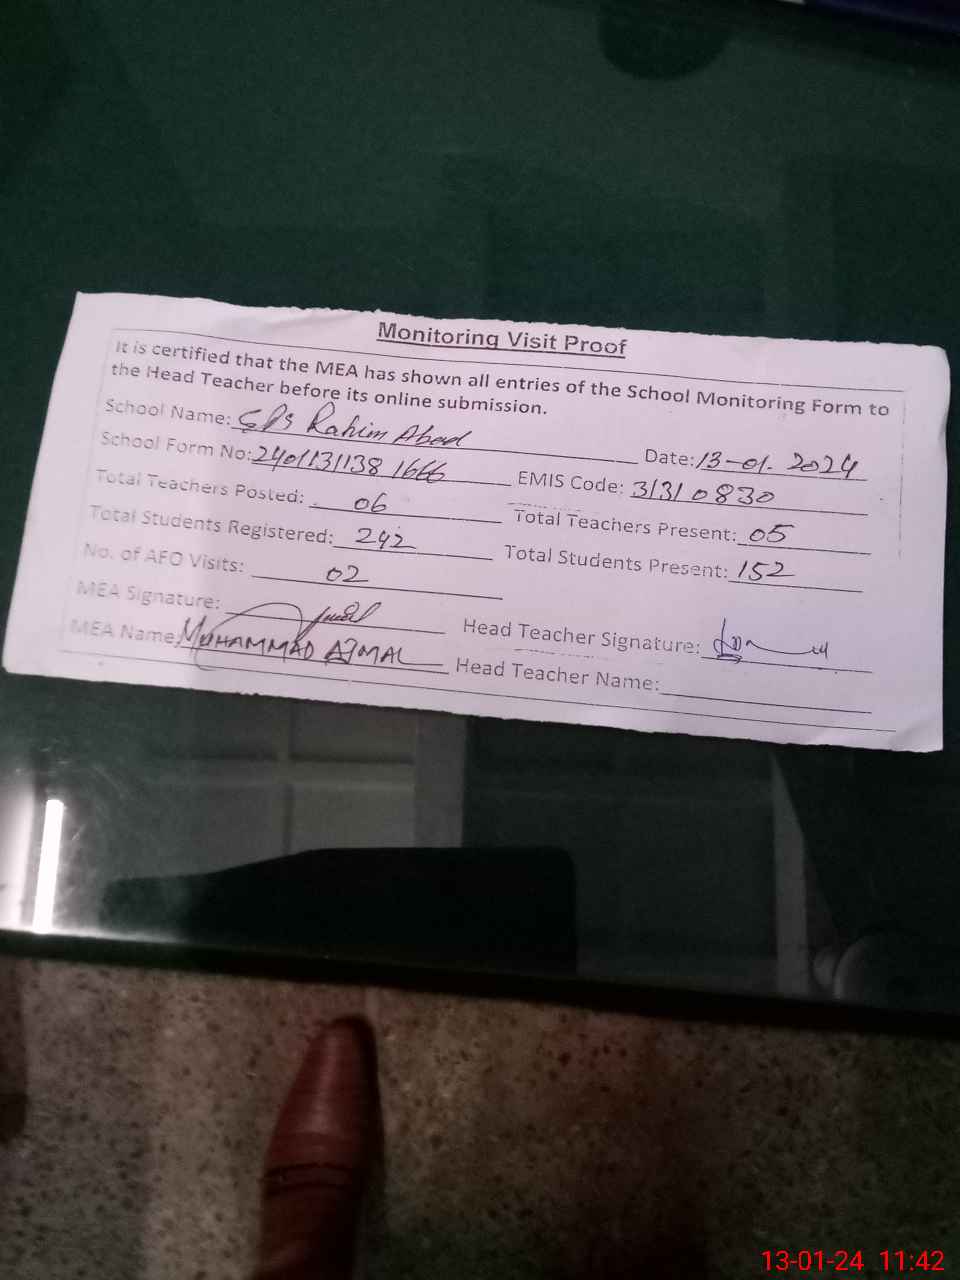 Monitoring Visit Proof
It is certified that the MEA has shown all entries of the School Monitoring Form to
the Head Teacher before its online submission.
School Name: GPS Rahim Abad Date: 13-01-2024
School Form No: 24011311381666 EMIS Code: 31310830
Total Teachers Posted: 06 Total Teachers Present: 05
Total Students Registered: 242 Total Students Present: 152
No. of AFO Visits: 02
MEA Signature: Head Teacher Signature:
MEA Name: MUHAMMAD AJMAL Head Teacher Name:
13-01-24 11:42